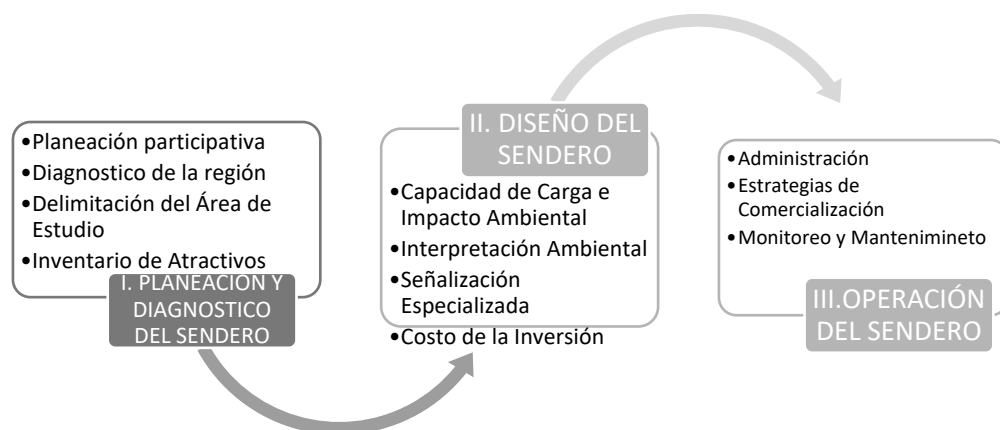 •Planeación participativa
•Diagnostico de la región
•Delimitación del Área de
Estudio
•Inventario de Atractivos
I. PLANEACION Y
DIAGNOSTICO
DEL SENDERO
II. DISEÑO DEL
SENDERO
•Capacidad de Carga e
Impacto Ambiental
•Interpretación Ambiental
•Señalización
Especializada
•Costo de la Inversión
•Administración
•Estrategias de
Comercialización
•Monitoreo y Mantenimineto
III.OPERACIÓN
DEL SENDERO